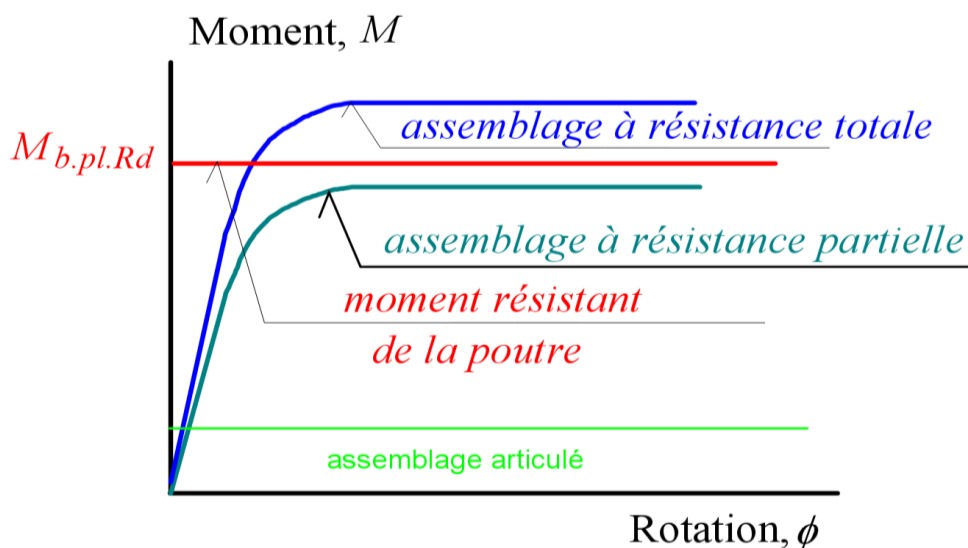 Moment, M
assemblage à résistance totale
M b.pl.Rd
assemblage à résistance partielle
moment résistant
de la poutre
assemblage articulé
Rotation, ϕ